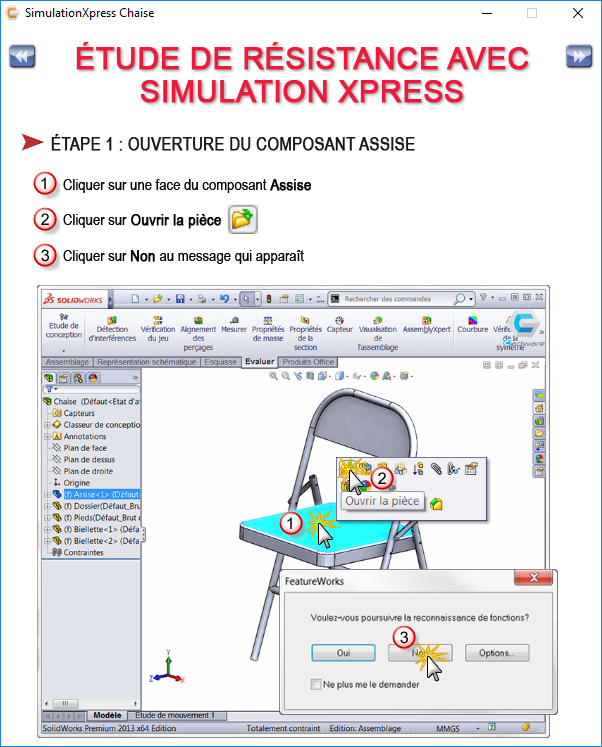 SimulationXpress Chaise
ÉTUDE DE RÉSISTANCE AVEC
SIMULATION XPRESS
ÉTAPE 1 : OUVERTURE DU COMPOSANT ASSISE
1 Cliquer sur une face du composant Assise
2 Cliquer sur Ouvrir la pièce
3 Cliquer sur Non au message qui apparaît
SOLIDWORKS
Rechercher des commandes
Etude de conception
Détection d'interférences
Vérification du jeu
Alignement des perçages
Mesurer
Propriétés de masse
Propriétés de la section
Capteur
Visualisation de l'assemblage
AssemblyXpert
Courbure
symétrie
Assemblage
Représentation schématique
Esquisse
Evaluer
Produits Office
Chaise (Défaut<Etat d'a
Capteurs
Classeur de conceptio
Annotations
Plan de face
Plan de dessus
Plan de droite
Origine
(f) Assise<1> (Défaut
(f) Dossier(Défaut_Bru
(f) Pieds(Défaut_Brut
(f) Biellette<1> (Défa
(f) Biellette<2> (Défa
Contraintes
2
Ouvrir la pièce
1
FeatureWorks
Voulez-vous poursuivre la reconnaissance de fonctions?
3
Oui
Options...
Ne plus me le demander
Y
X
Z
Modèle
Etude de mouvement 1
SolidWorks Premium 2013 x64 Edition
Totalement contraint
Edition: Assemblage
MMGS